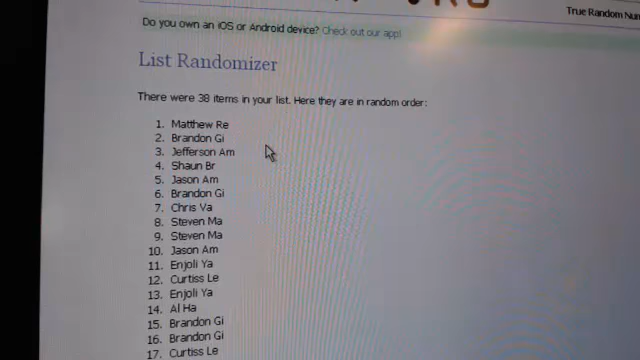 True Random Num
Do you own an iOS or Android device? Check out our app!
List Randomizer
There were 38 items in your list. Here they are in random order:
1. Matthew Re
2. Brandon Gi
3. Jefferson Am
4. Shaun Br
5. Jason Am
6. Brandon Gi
7. Chris Va
8. Steven Ma
9. Steven Ma
10. Jason Am
11. Enjoli Ya
12. Curtiss Le
13. Enjoli Ya
14. Al Ha
15. Brandon Gi
16. Brandon Gi
17. Curtiss Le